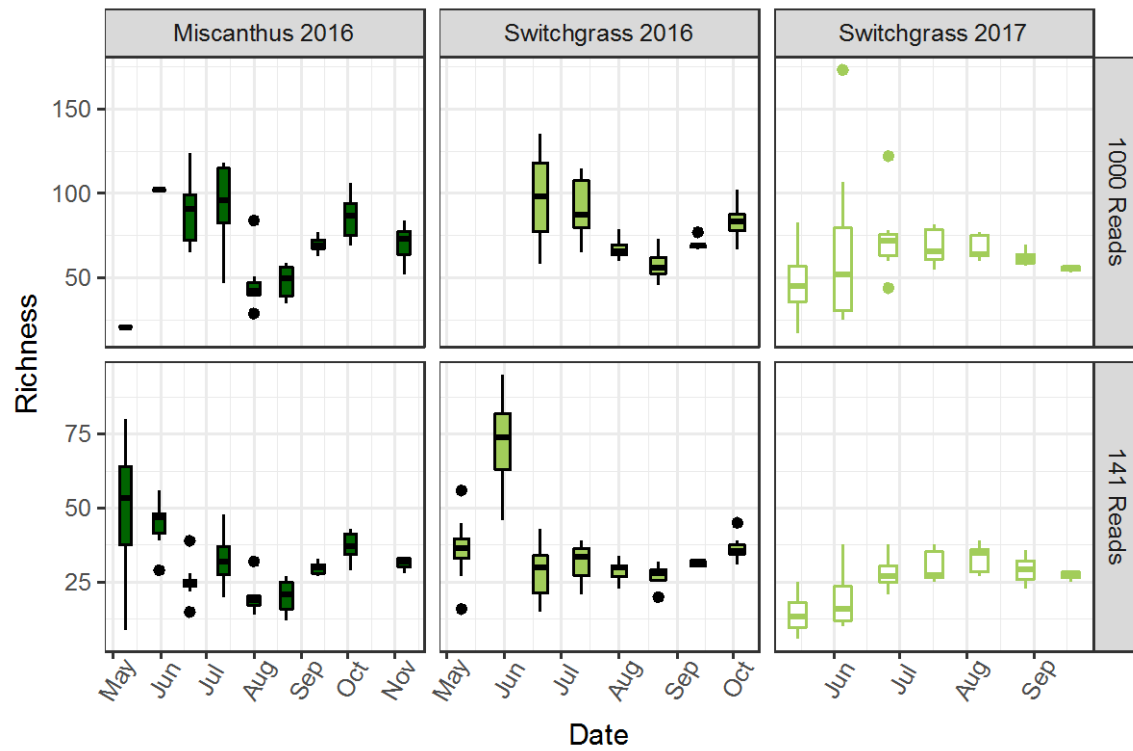 Miscanthus 2016 Switchgrass 2016 Switchgrass 2017
150
100
50
1000 Reads
Richness
75
50
25
141 Reads
May Jun Jul Aug Sep Oct Nov May Jun Jul Aug Sep Oct Jun Jul Aug Sep
Date